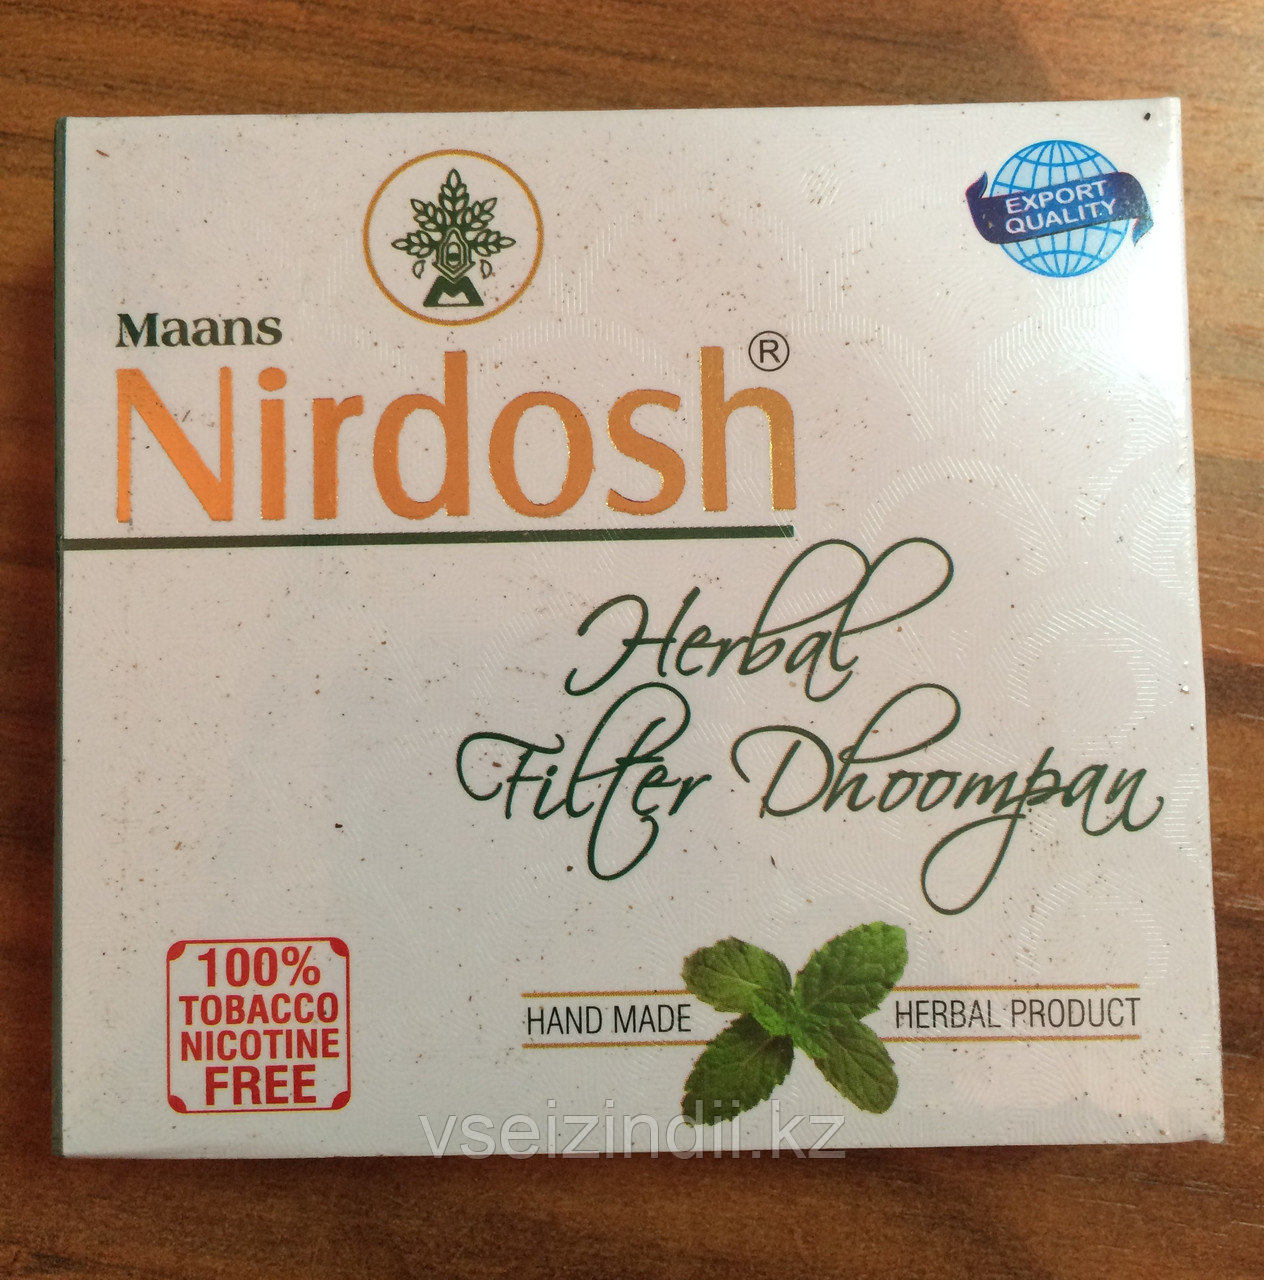 EXPORT
QUALITY
Maans
Nirdosh®
Herbal
Filter Dhoompan
100%
TOBACCO
NICOTINE
FREE
HAND MADE HERBAL PRODUCT
vseizindii.kz